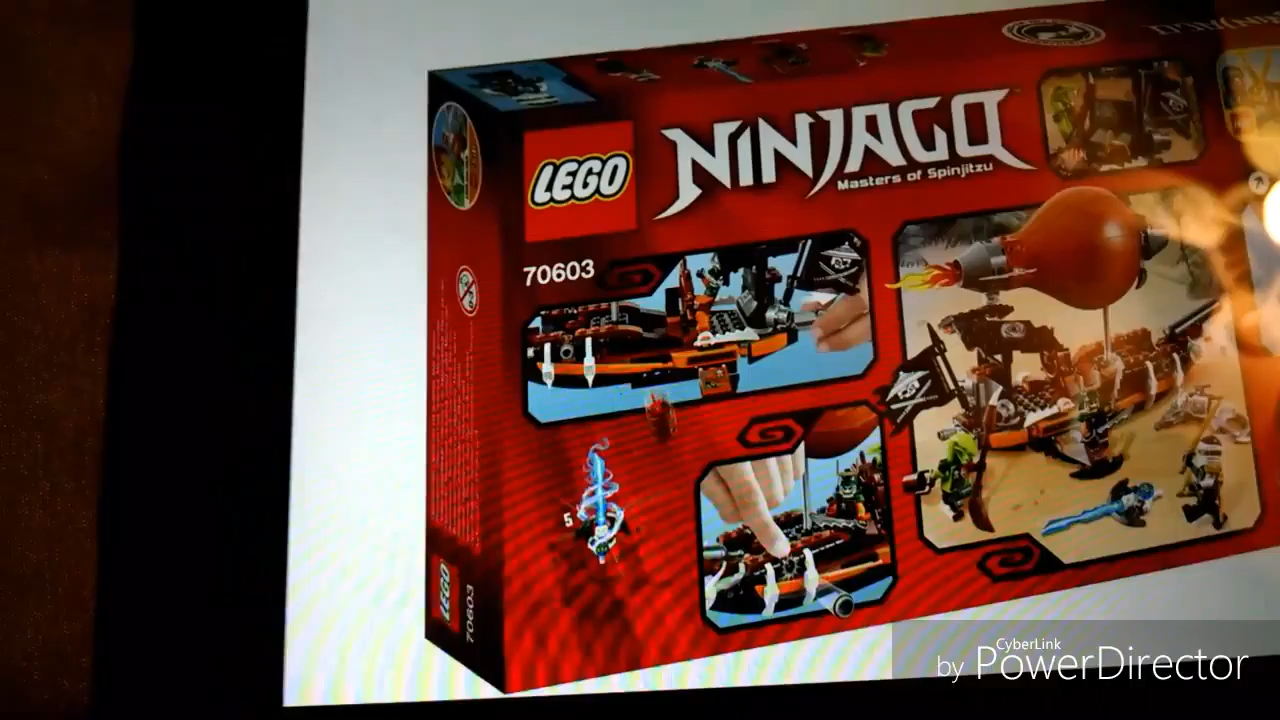 LEGO
NINJAGO
Masters of Spinjitzu
70603
5
LEGO
70603
CyberLink
by PowerDirector